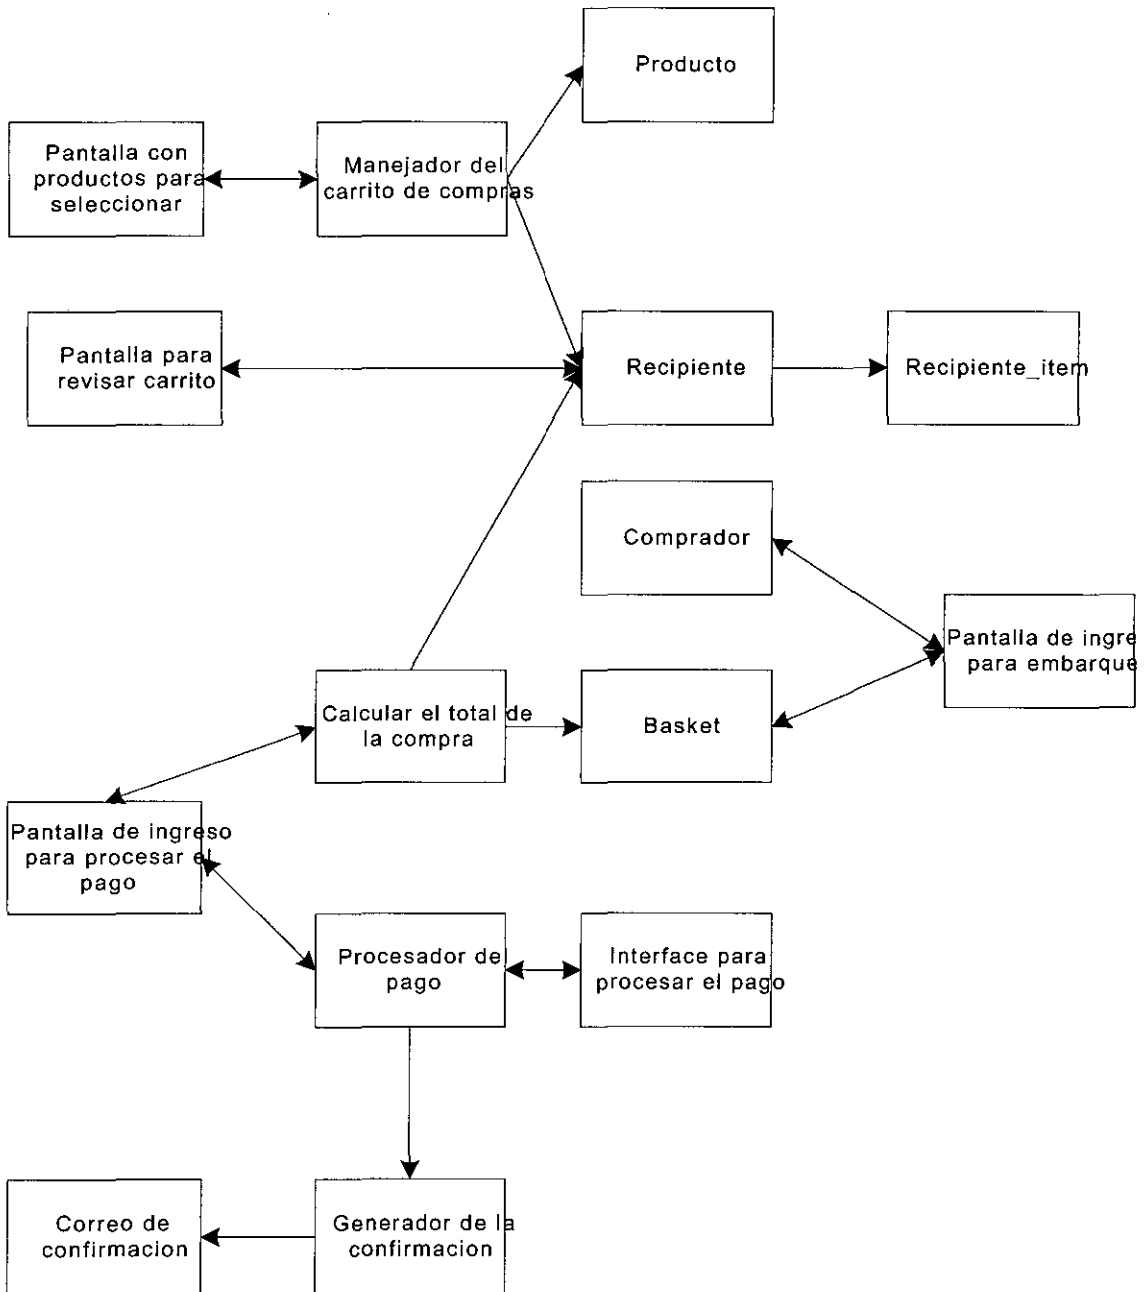 Producto
Pantalla con
productos para
seleccionar
Manejador del
carrito de compras
Pantalla para
revisar carrito
Recipiente
Recipiente_item
Comprador
Pantalla de ingre
para embarque
Calcular el total de
la compra
Basket
Pantalla de ingreso
para procesar el
pago
Procesador de
pago
Interface para
procesar el pago
Correo de
confirmacion
Generador de la
confirmacion